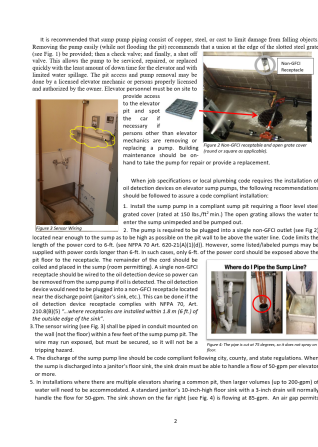 It is recommended that sump pump piping consist of copper, steel, or cast to limit damage from falling objects.
Removing the pump easily (while not flooding the pit) recommends that a union at the edge of the slotted steel grate
(see Fig. 1) be provided; then a check valve; and finally, a shut off
valve. This allows the pump to be serviced, repaired, or replaced
quickly with the least amount of down time for the elevator and with
limited water spillage. The pit access and pump removal may be
done by a licensed elevator mechanic or persons properly licensed
and authorized by the owner. Elevator personnel must be on site to
provide access
to the elevator
pit and spot
the car if
necessary if
persons other than elevator
mechanics are removing or
replacing a pump. Building
maintenance should be on-
hand to take the pump for repair or provide a replacement.
Non-GFCI
Receptacle
Figure 2 Non-GFCI receptacle and open grate cover
(round or square as applicable).
When job specifications or local plumbing code requires the installation of
oil detection devices on elevator sump pumps, the following recommendations
should be followed to assure a code compliant installation:
1. Install the sump pump in a compliant sump pit requiring a floor level steel
grated cover (rated at 150 lbs./ft² min.) The open grating allows the water to
enter the sump unimpeded and be pumped out.
Figure 3 Sensor Wiring
2. The pump is required to be plugged into a single non-GFCI outlet (see Fig 2)
located near enough to the sump as to be high as possible on the pit wall to be above the water line. Code limits the
length of the power cord to 6-ft. (see NFPA 70 Art. 620-21(A)(1)(d)). However, some listed/labeled pumps may be
supplied with power cords longer than 6-ft. In such cases, only 6-ft. of the power cord should be exposed above the
pit floor to the receptacle. The remainder of the cord should be
coiled and placed in the sump (room permitting). A single non-GFCI
receptacle should be wired to the oil detection device so power can
be removed from the sump pump if oil is detected. The oil detection
device would need to be plugged into a non-GFCI receptacle located
near the discharge point (janitor's sink, etc.). This can be done if the
oil detection device receptacle complies with NFPA 70, Art.
210.8(B)(5) "..where receptacles are installed within 1.8 m (6 ft.) of
the outside edge of the sink".
Where do I Pipe the Sump Line?
3. The sensor wiring (see Fig. 3) shall be piped in conduit mounted on
the wall (not the floor) within a few feet of the sump pump pit. The
wire may run exposed, but must be secured, so it will not be a
tripping hazard.
Figure 4: The pipe is cut at 75 degrees, so it does not spray on
floor.
4. The discharge of the sump pump line should be code compliant following city, county, and state regulations. When
the sump is discharged into a janitor's floor sink, the sink drain must be able to handle a flow of 50-gpm per elevator
or more.
5. In installations where there are multiple elevators sharing a common pit, then larger volumes (up to 200-gpm) of
water will need to be accommodated. A standard janitor's 10-inch-high floor sink with a 3-inch drain will normally
handle the flow for 50-gpm. The sink shown on the far right (see Fig. 4) is flowing at 85-gpm. An air gap between
2